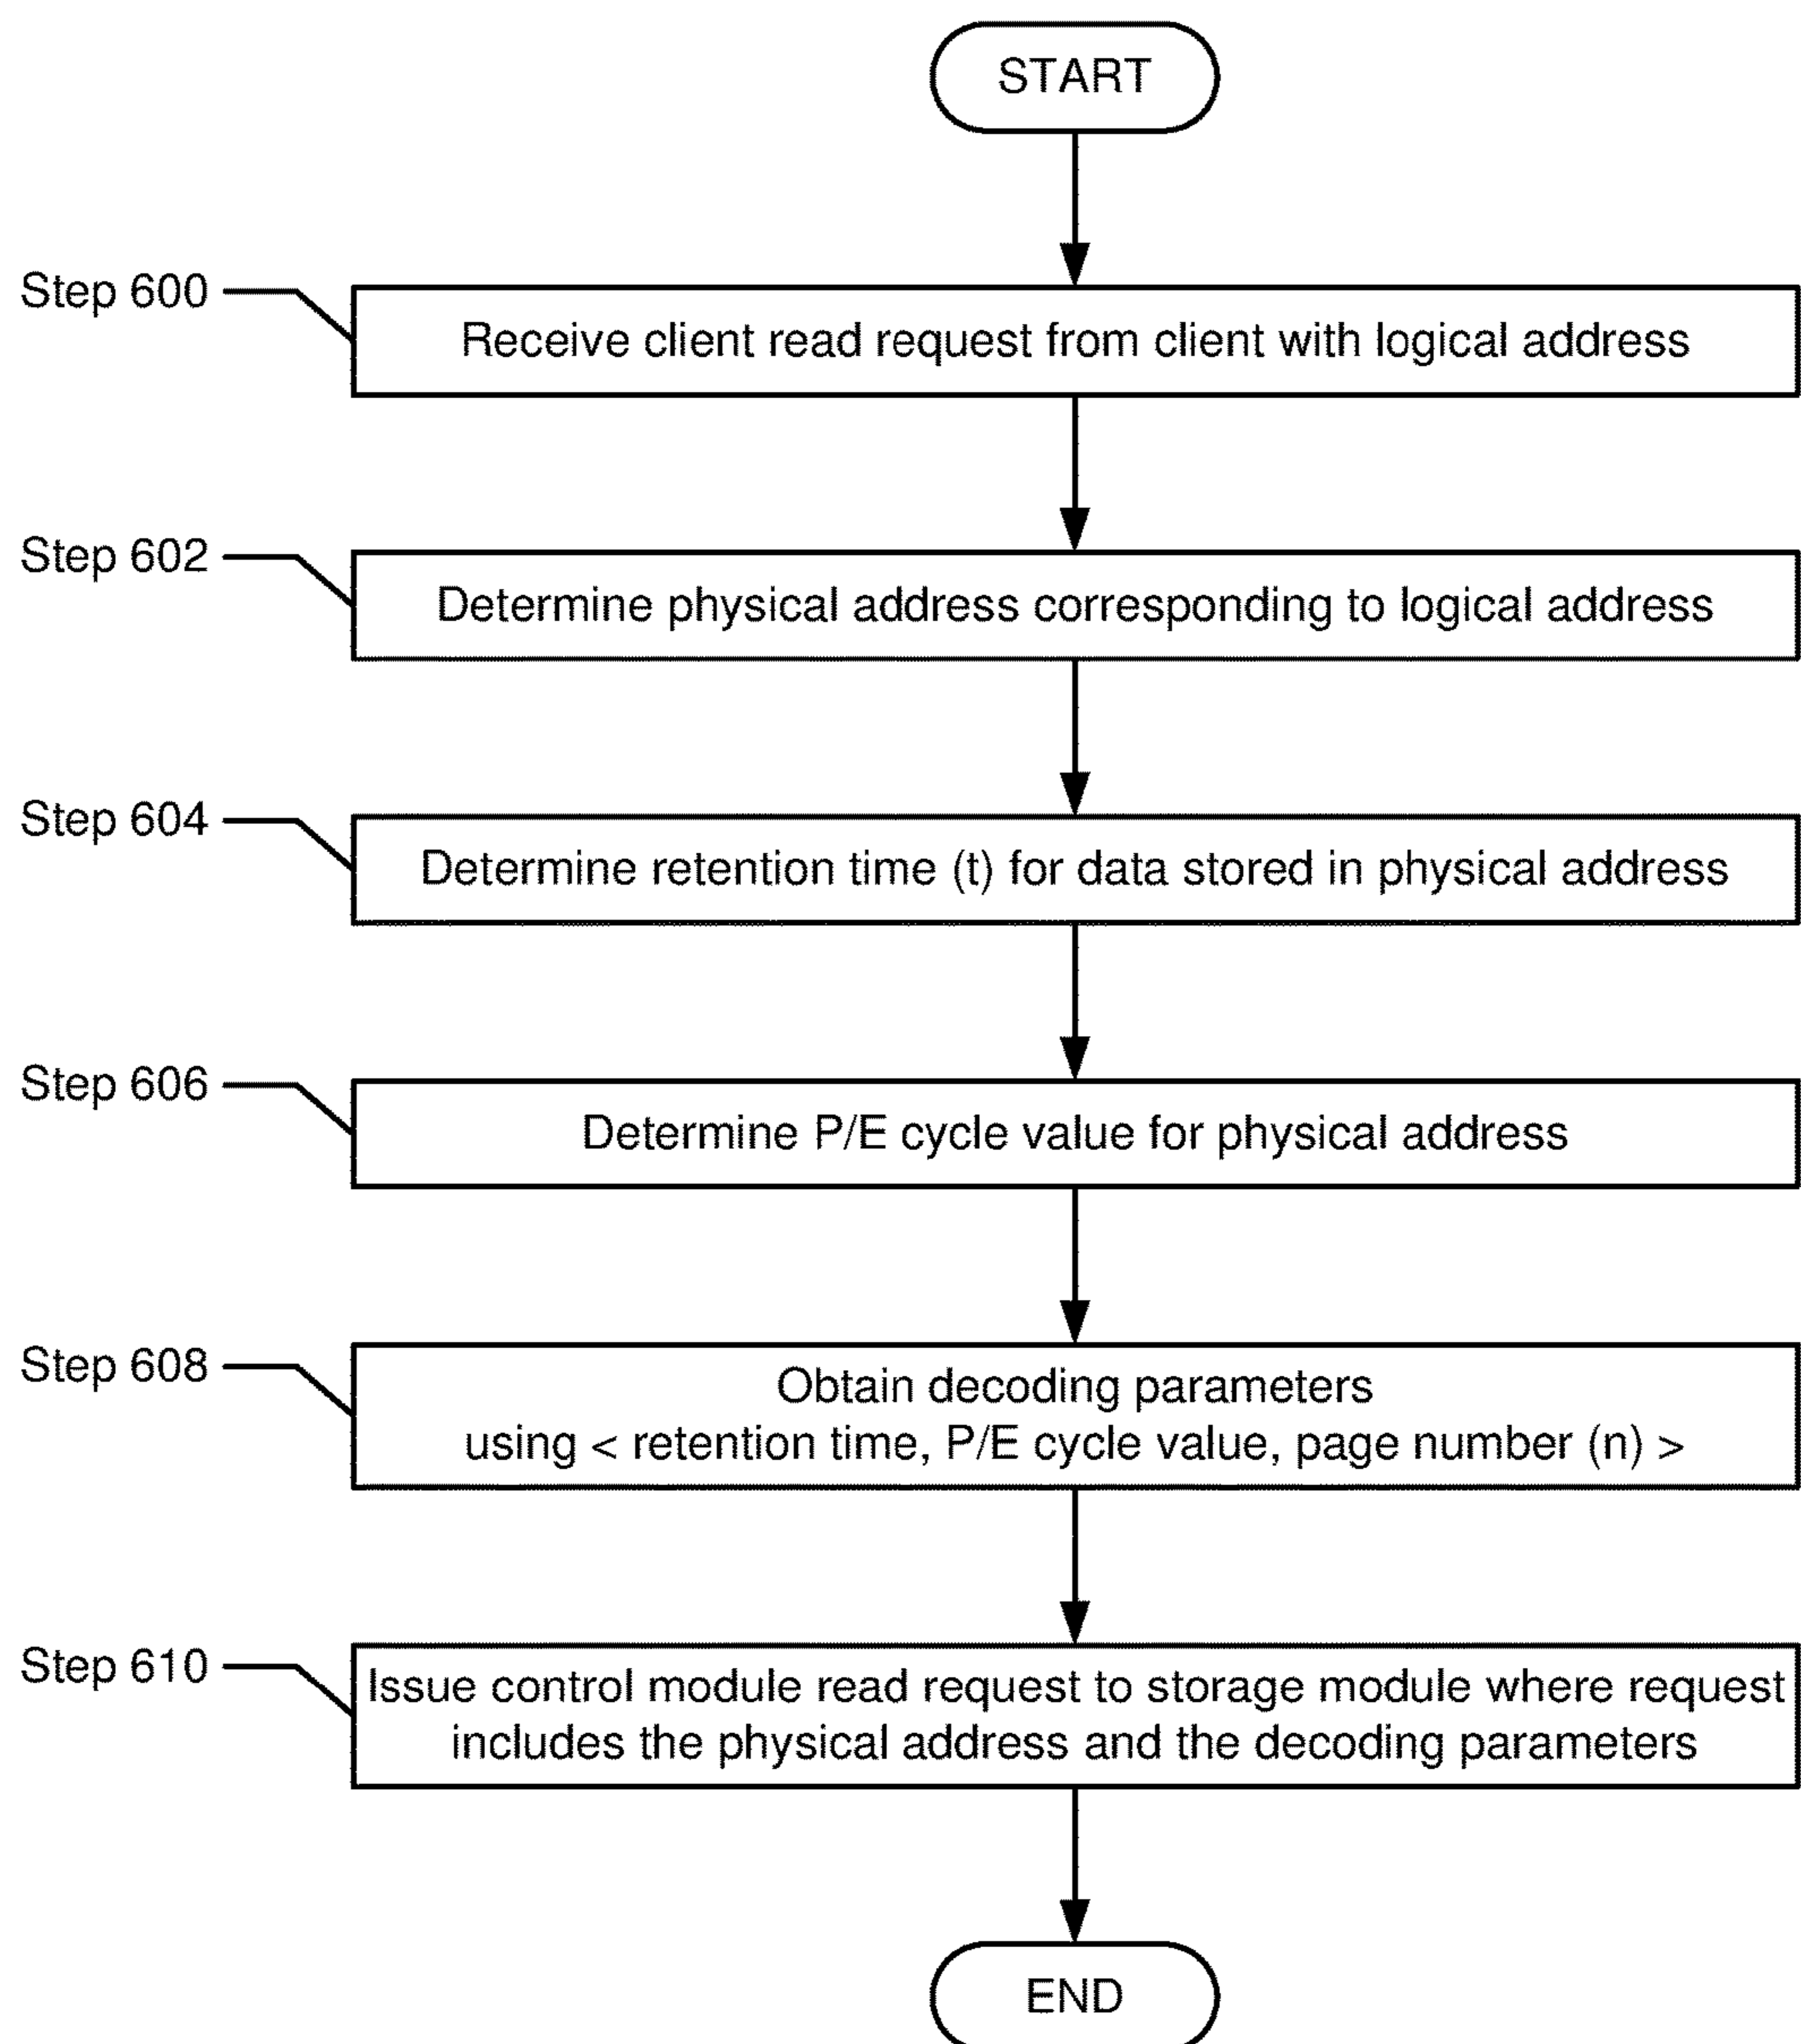 START
Step 600
Receive client read request from client with logical address
Step 602
Determine physical address corresponding to logical address
Step 604
Determine retention time (t) for data stored in physical address
Step 606
Determine P/E cycle value for physical address
Step 608
Obtain decoding parameters
using < retention time, P/E cycle value, page number (n) >
Step 610
Issue control module read request to storage module where request
includes the physical address and the decoding parameters
END